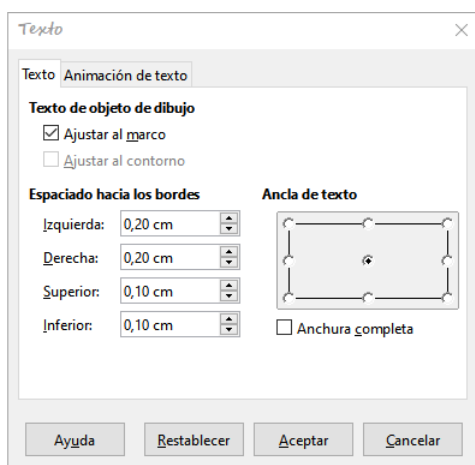 Texto
Texto Animación de texto
Texto de objeto de dibujo
Ajustar al marco
Ajustar al contorno
Espaciado hacia los bordes
Izquierda: 0,20 cm
Derecha: 0,20 cm
Superior: 0,10 cm
Inferior: 0,10 cm
Ancla de texto
Anchura completa
Ayuda Restablecer Aceptar Cancelar